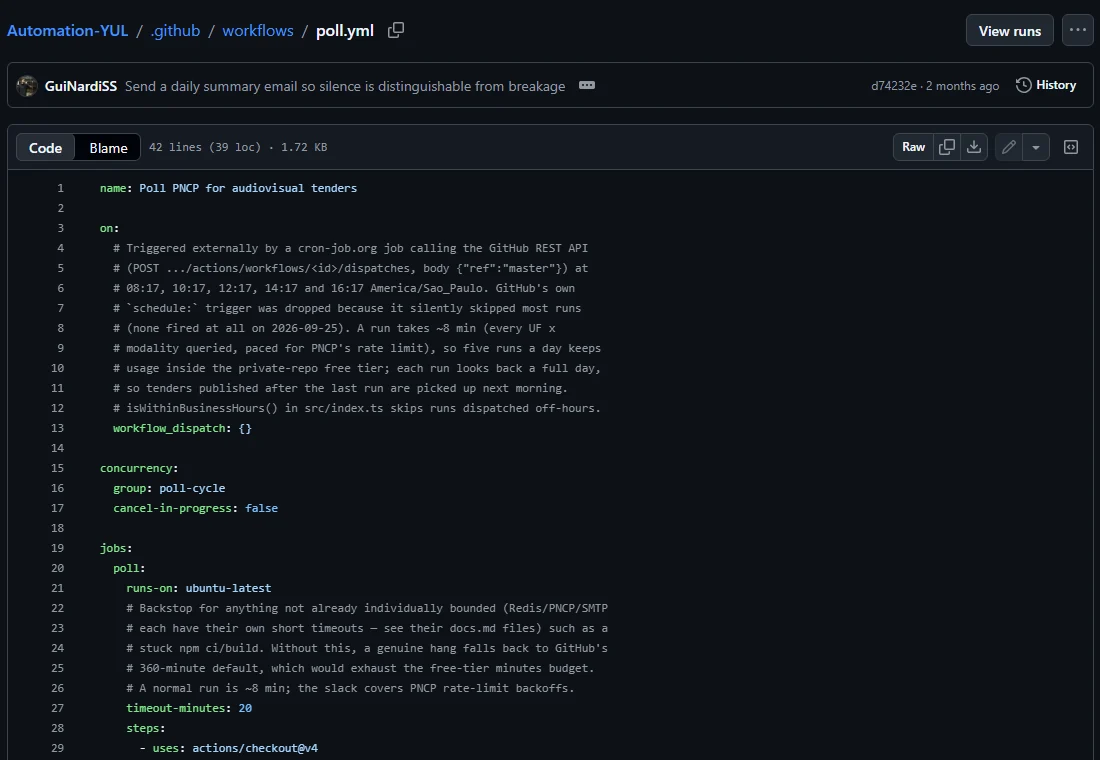 Automation-YUL / .github / workflows / poll.yml
View runs
GuiNardiSS Send a daily summary email so silence is distinguishable from breakage
d74232e · 2 months ago
History
Code
Blame
42 lines (39 loc) · 1.72 KB
Raw
1 name: Poll PNCP for audiovisual tenders
2
3 on:
4 # Triggered externally by a cron-job.org job calling the GitHub REST API
5 # (POST .../actions/workflows/<id>/dispatches, body {"ref":"master"}) at
6 # 08:17, 10:17, 12:17, 14:17 and 16:17 America/Sao_Paulo. GitHub's own
7 # `schedule:` trigger was dropped because it silently skipped most runs
8 # (none fired at all on 2026-09-25). A run takes ~8 min (every UF x
9 # modality queried, paced for PNCP's rate limit), so five runs a day keeps
10 # usage inside the private-repo free tier; each run looks back a full day,
11 # so tenders published after the last run are picked up next morning.
12 # isWithinBusinessHours() in src/index.ts skips runs dispatched off-hours.
13 workflow_dispatch: {}
14
15 concurrency:
16 group: poll-cycle
17 cancel-in-progress: false
18
19 jobs:
20 poll:
21 runs-on: ubuntu-latest
22 # Backstop for anything not already individually bounded (Redis/PNCP/SMTP
23 # each have their own short timeouts — see their docs.md files) such as a
24 # stuck npm ci/build. Without this, a genuine hang falls back to GitHub's
25 # 360-minute default, which would exhaust the free-tier minutes budget.
26 # A normal run is ~8 min; the slack covers PNCP rate-limit backoffs.
27 timeout-minutes: 20
28 steps:
29 - uses: actions/checkout@v4